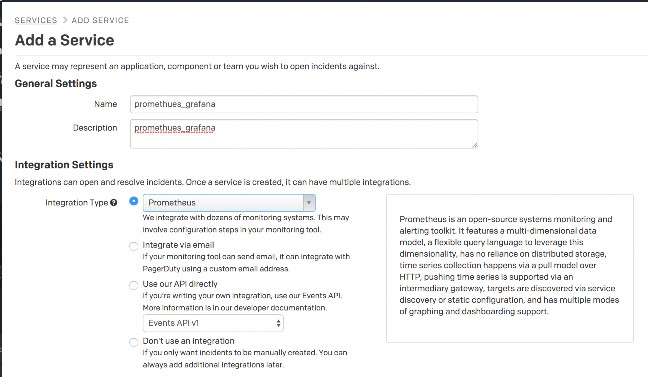 SERVICES > ADD SERVICE
Add a Service
A service may represent an application, component or team you wish to open incidents against.
General Settings
Name promethues_grafana
Description promethues_grafana
Integration Settings
Integrations can open and resolve incidents. Once a service is created, it can have multiple integrations.
Integration Type Prometheus
We integrate with dozens of monitoring systems. This may
involve configuration steps in your monitoring tool.
Integrate via email
If your monitoring tool can send email, it can integrate with
PagerDuty using a custom email address.
Use our API directly
If you're writing your own integration, use our Events API.
More information is in our developer documentation.
Events API v1
Don't use an integration
If you only want incidents to be manually created. You can
always add additional integrations later.
Prometheus is an open-source systems monitoring and
alerting toolkit. It features a multi-dimensional data
model, a flexible query language to leverage this
dimensionality, has no reliance on distributed storage,
time series collection happens via a pull model over
HTTP, pushing time series is supported via an
intermediary gateway, targets are discovered via service
discovery or static configuration, and has multiple modes
of graphing and dashboarding support.